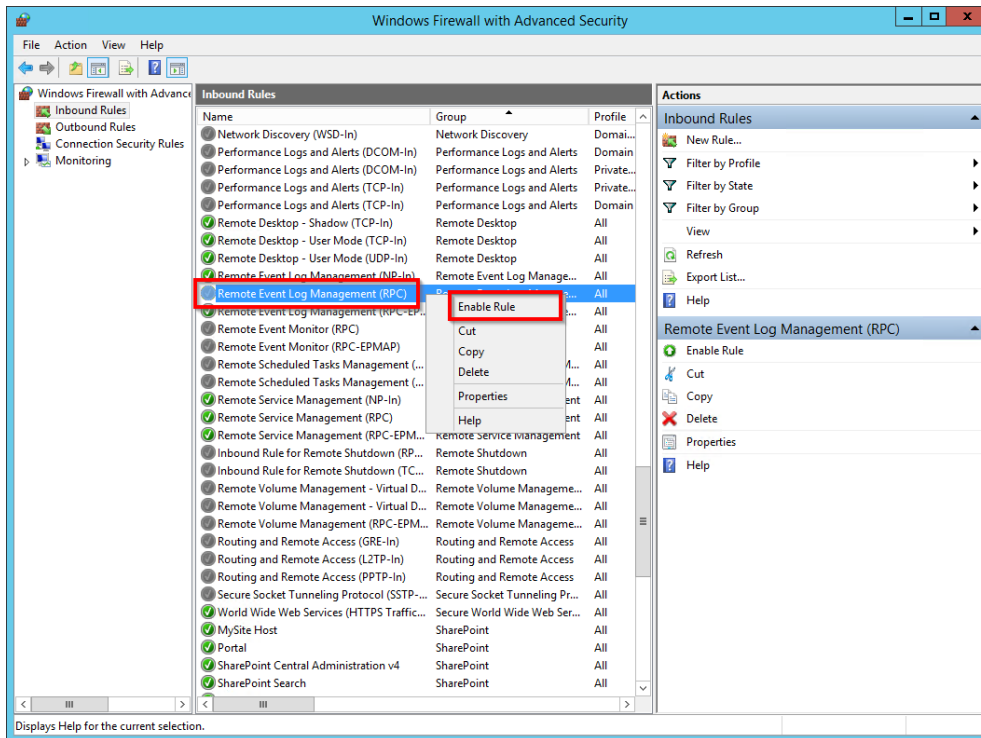 Windows Firewall with Advanced Security
File Action View Help
Windows Firewall with Advance
Inbound Rules
Outbound Rules
Connection Security Rules
Monitoring
Inbound Rules
Name Group Profile
Network Discovery (WSD-In) Network Discovery Domai...
Performance Logs and Alerts (DCOM-In) Performance Logs and Alerts Domain
Performance Logs and Alerts (DCOM-In) Performance Logs and Alerts Private...
Performance Logs and Alerts (TCP-In) Performance Logs and Alerts Private...
Performance Logs and Alerts (TCP-In) Performance Logs and Alerts Domain
Remote Desktop - Shadow (TCP-In) Remote Desktop All
Remote Desktop - User Mode (TCP-In) Remote Desktop All
Remote Desktop - User Mode (UDP-In) Remote Desktop All
Remote Event Log Management (NP-In) Remote Event Log Manage... All
Remote Event Log Management (RPC) All
Remote Event Log Management (RPC-EP... All
Remote Event Monitor (RPC) All
Remote Event Monitor (RPC-EPMAP) All
Remote Scheduled Tasks Management (... M... All
Remote Scheduled Tasks Management (... M... All
Remote Service Management (NP-In) ent All
Remote Service Management (RPC) ent All
Remote Service Management (RPC-EPM... Remote Service Management All
Inbound Rule for Remote Shutdown (RP... Remote Shutdown All
Inbound Rule for Remote Shutdown (TC... Remote Shutdown All
Remote Volume Management - Virtual D... Remote Volume Manageme... All
Remote Volume Management - Virtual D... Remote Volume Manageme... All
Remote Volume Management (RPC-EPM... Remote Volume Manageme... All
Routing and Remote Access (GRE-In) Routing and Remote Access All
Routing and Remote Access (L2TP-In) Routing and Remote Access All
Routing and Remote Access (PPTP-In) Routing and Remote Access All
Secure Socket Tunneling Protocol (SSTP-... Secure Socket Tunneling Pr... All
World Wide Web Services (HTTPS Traffic... Secure World Wide Web Ser... All
MySite Host SharePoint All
Portal SharePoint All
SharePoint Central Administration v4 SharePoint All
SharePoint Search SharePoint All
Enable Rule
Cut
Copy
Delete
Properties
Help
Actions
Inbound Rules
New Rule...
Filter by Profile
Filter by State
Filter by Group
View
Refresh
Export List...
Help
Remote Event Log Management (RPC)
Enable Rule
Cut
Copy
Delete
Properties
Help
Displays Help for the current selection.